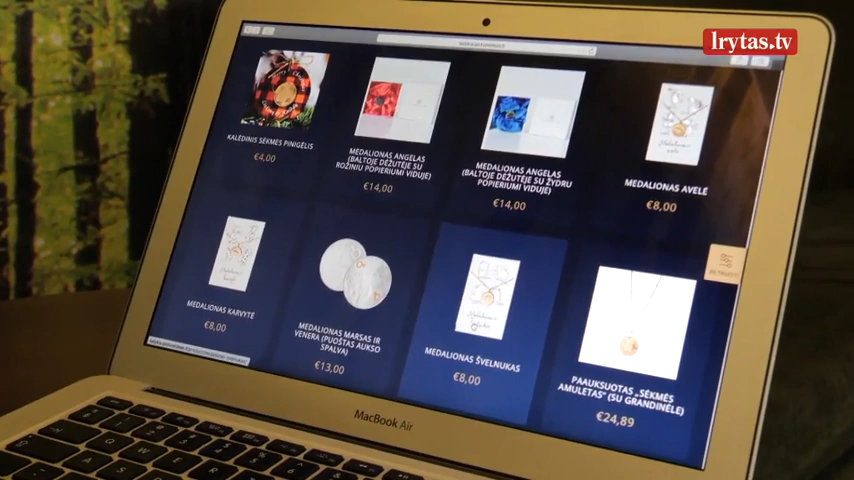 lrytas.tv
KALĖDINIS SĖKMĖS PINIGĖLIS
€4,00
MEDALIONAS ANGELAS
(BALTOJE DĖŽUTĖJE SU
ROŽINIU POPIERIUMI VIDUJE)
€14,00
MEDALIONAS ANGELAS
(BALTOJE DĖŽUTĖJE SU ŽYDRU
POPIERIUMI VIDUJE)
€14,00
MEDALIONAS AVELĖ
€8,00
MEDALIONAS KARVYTĖ
€8,00
MEDALIONAS MARSAS IR
VENERA (PUOŠTAS AUKSO
SPALVA)
€13,00
MEDALIONAS ŠVELNUKAS
€8,00
PAAUKSUOTAS „SĖKMĖS
AMULETAS" (SU GRANDINĖLE)
€24,89
FILTRUOTI
MacBook Air